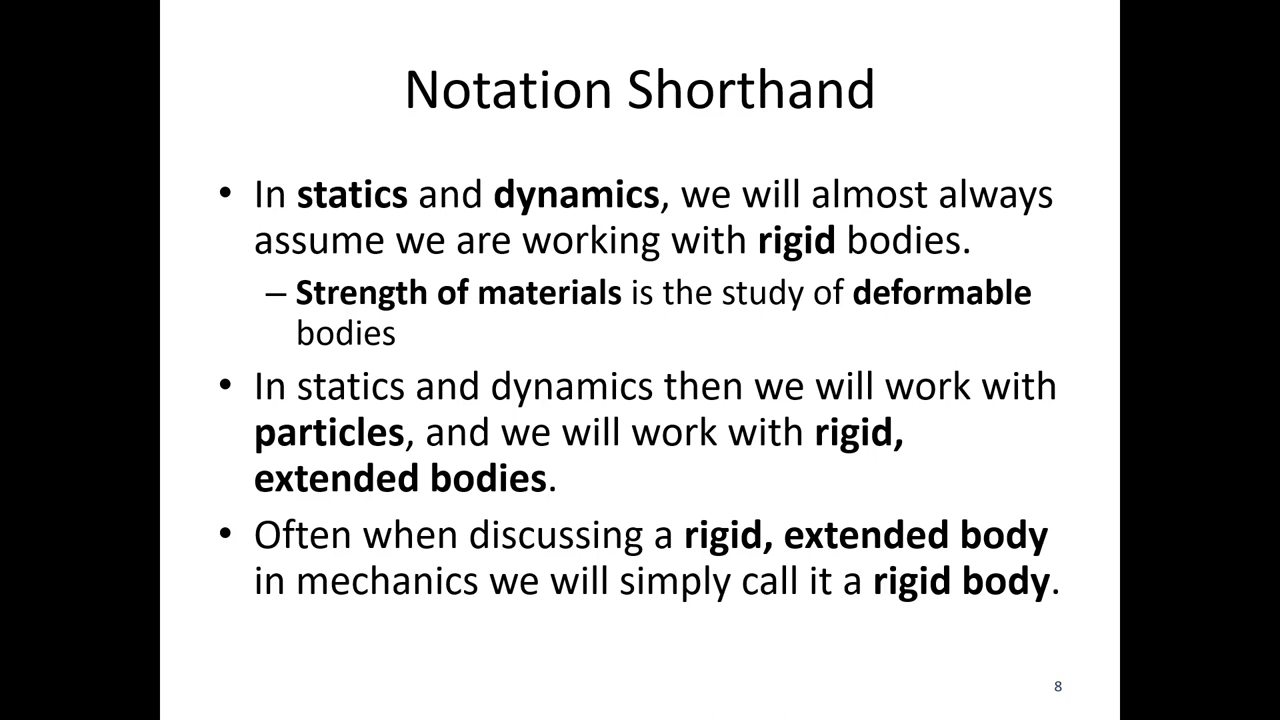 Notation Shorthand
• In statics and dynamics, we will almost always
assume we are working with rigid bodies.
– Strength of materials is the study of deformable
bodies
• In statics and dynamics then we will work with
particles, and we will work with rigid,
extended bodies.
• Often when discussing a rigid, extended body
in mechanics we will simply call it a rigid body.
8